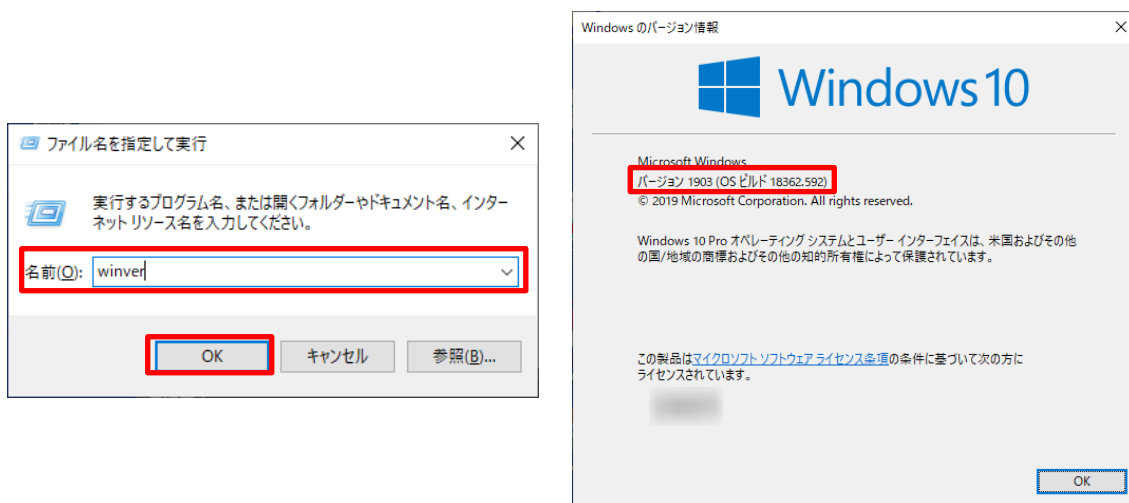 ファイル名を指定して実行
実行するプログラム名、または開くフォルダーやドキュメント名、インター
ネット リソース名を入力してください。
名前(O): winver
OK キャンセル 参照(B)...
Windows のバージョン情報
Windows 10
Microsoft Windows
バージョン 1903 (OS ビルド 18362.592)
© 2019 Microsoft Corporation. All rights reserved.
Windows 10 Pro オペレーティング システムとユーザー インターフェイスは、米国およびその他
の国/地域の商標およびその他の知的所有権によって保護されています。
この製品はマイクロソフト ソフトウェア ライセンス条項の条件に基づいて次の方に
ライセンスされています。
OK